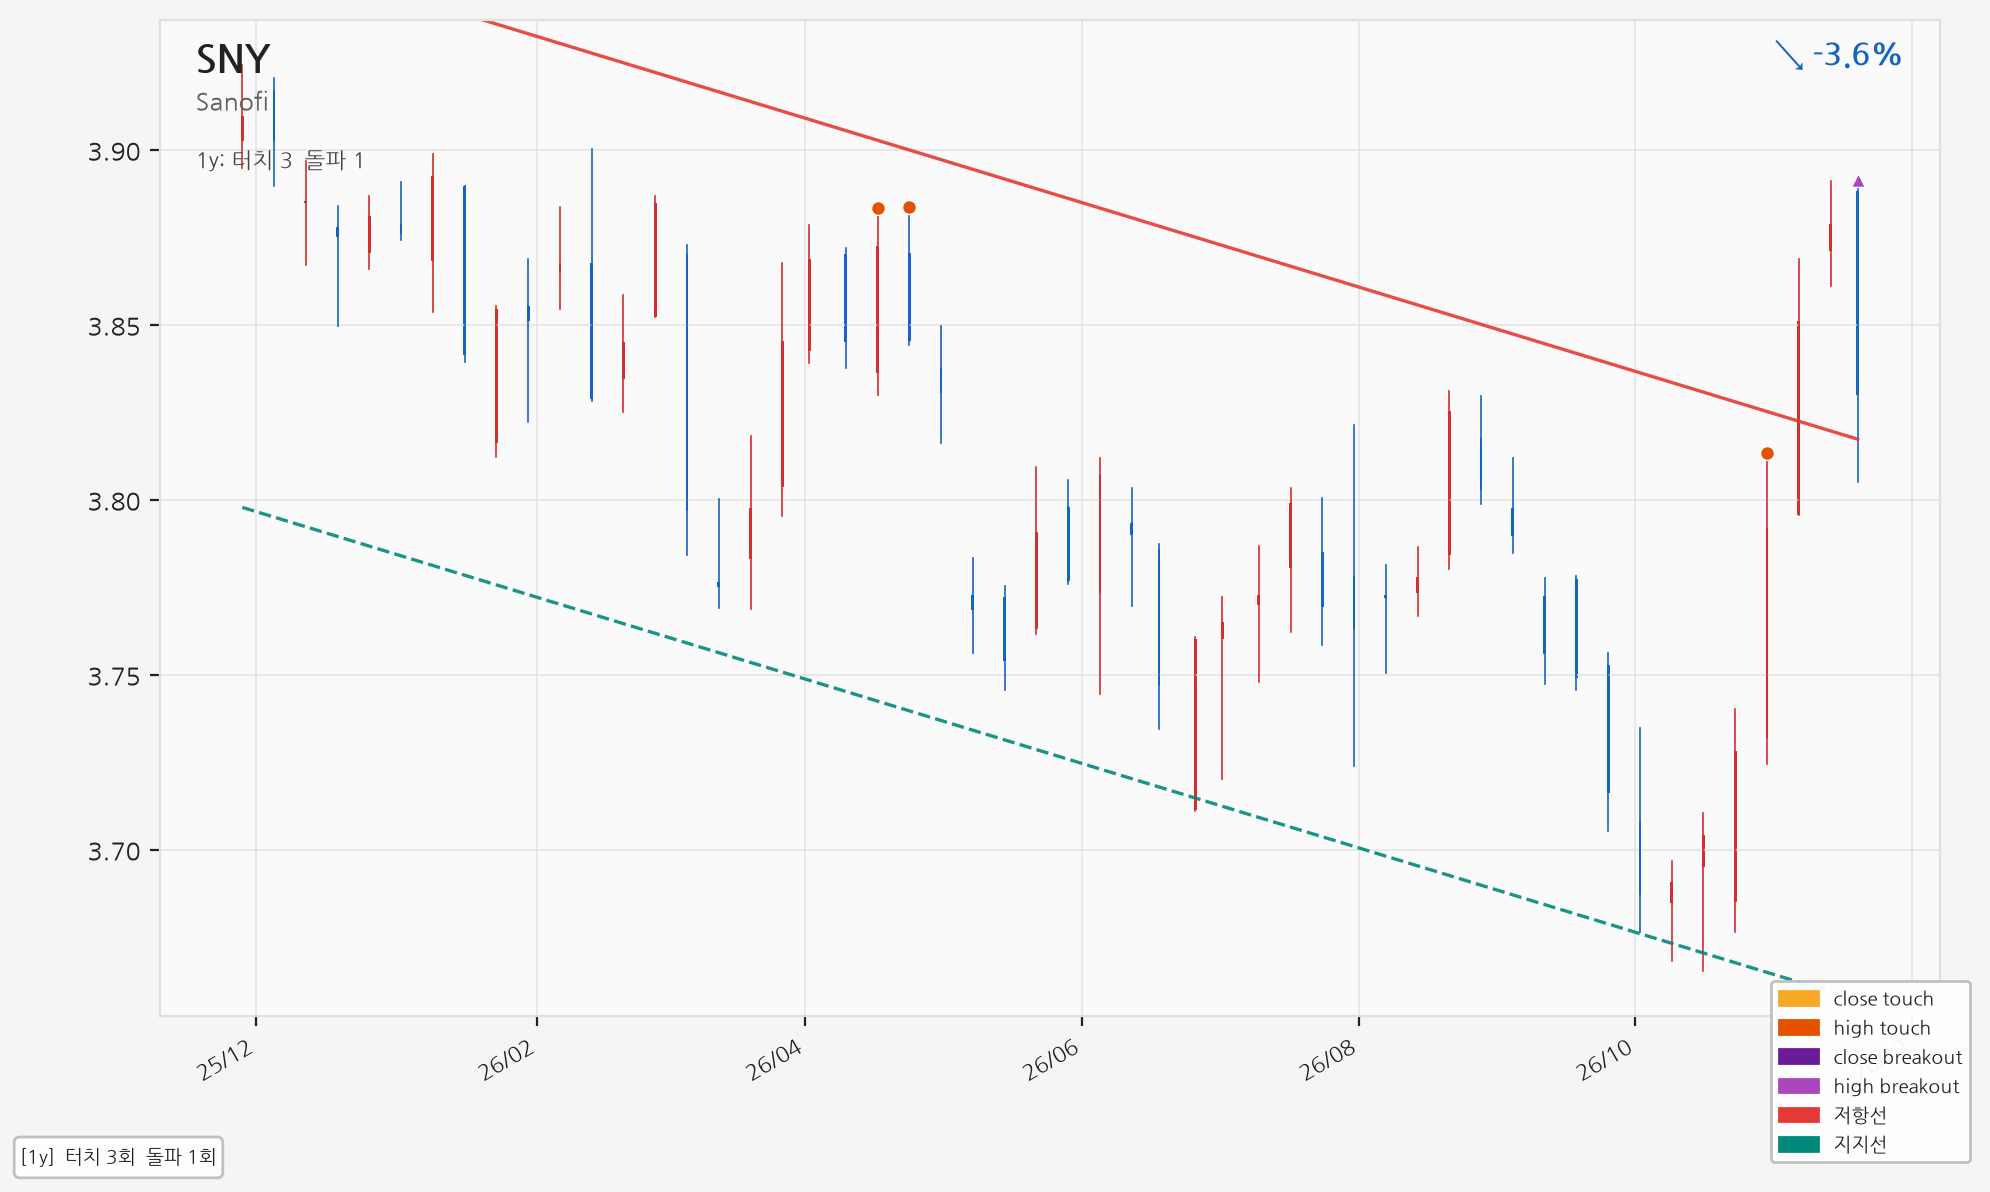 SNY
Sanofi
1y: 터치 3 돌파 1
-3.6%
3.90
3.85
3.80
3.75
3.70
25/12
26/02
26/04
26/06
26/08
26/10
close touch
high touch
close breakout
high breakout
저항선
지지선
[1y] 터치 3회 돌파 1회